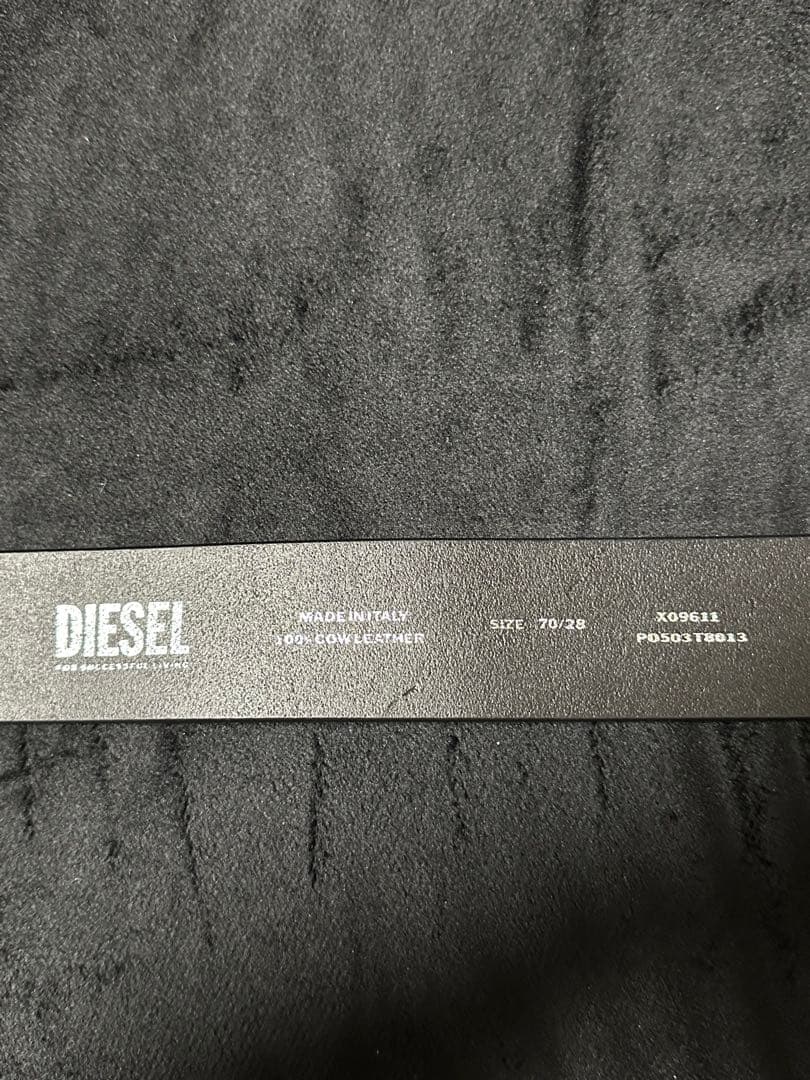 DIESEL
FOR SUCCESSFUL LIVING
MADE IN ITALY
100% COW LEATHER
SIZE 70/28
X09611
P0503T8013